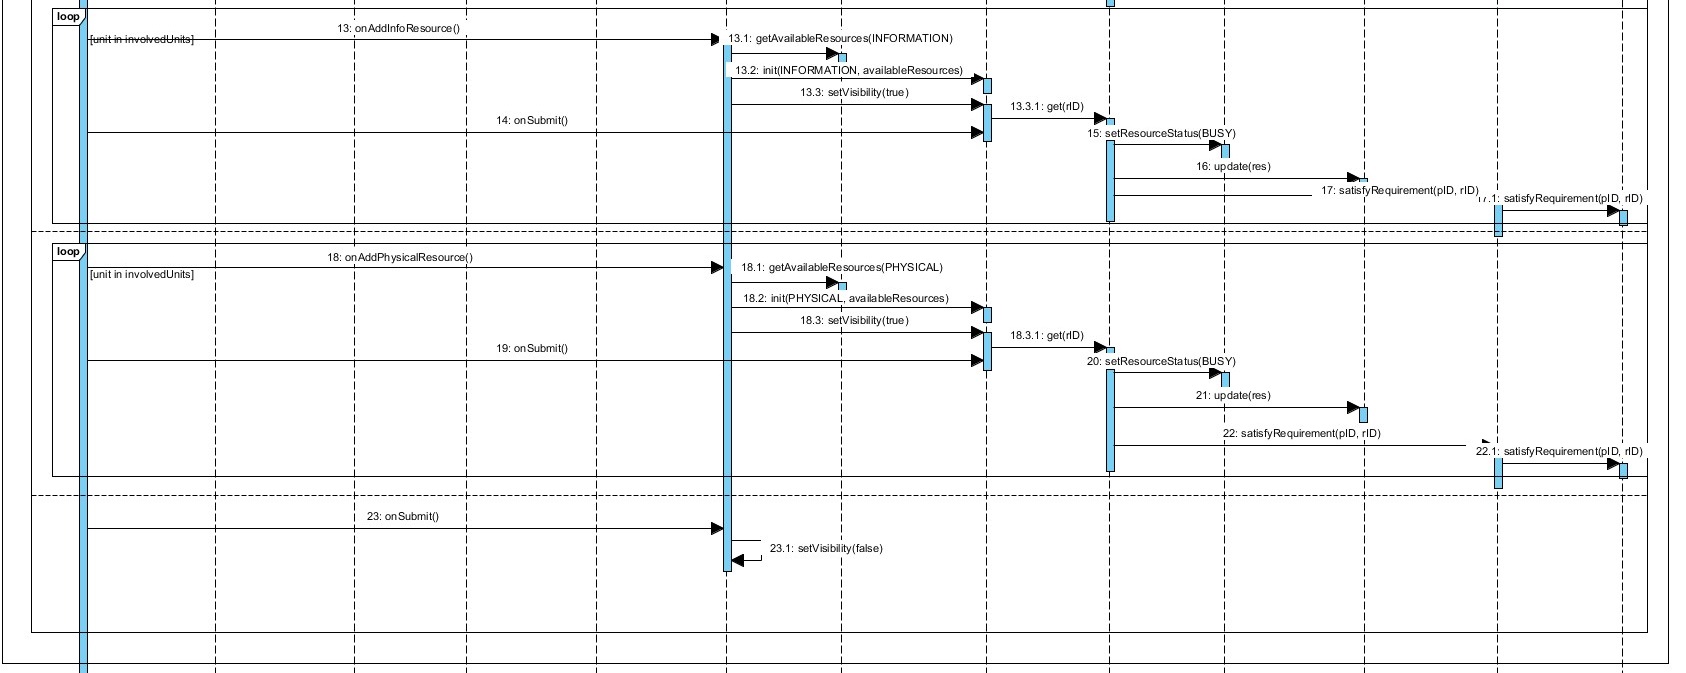 loop
13: onAddInfoResource()
[unit in involvedUnits]
13.1: getAvailableResources(INFORMATION)
13.2: init(INFORMATION, availableResources)
13.3: setVisibility(true)
13.3.1: get(rID)
14: onSubmit()
15: setResourceStatus(BUSY)
16: update(res)
17: satisfyRequirement(pID, rID)
17.1: satisfyRequirement(pID, rID)
loop
18: onAddPhysicalResource()
[unit in involvedUnits]
18.1: getAvailableResources(PHYSICAL)
18.2: init(PHYSICAL, availableResources)
18.3: setVisibility(true)
18.3.1: get(rID)
19: onSubmit()
20: setResourceStatus(BUSY)
21: update(res)
22: satisfyRequirement(pID, rID)
22.1: satisfyRequirement(pID, rID)
23: onSubmit()
23.1: setVisibility(false)